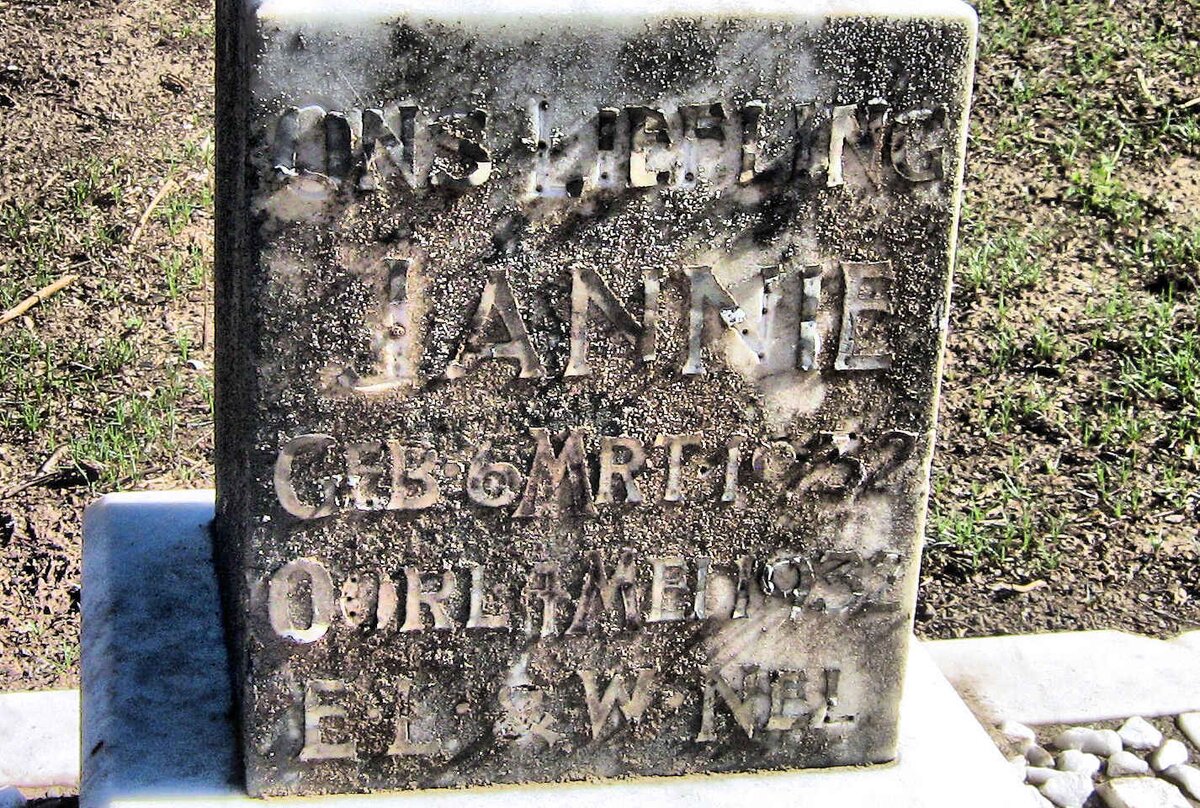 ONS LIEFLING
JANNIE
GEB. 6 MRT. 1932
OORL. 4 MEI. 1932
E. L. & W. NEL